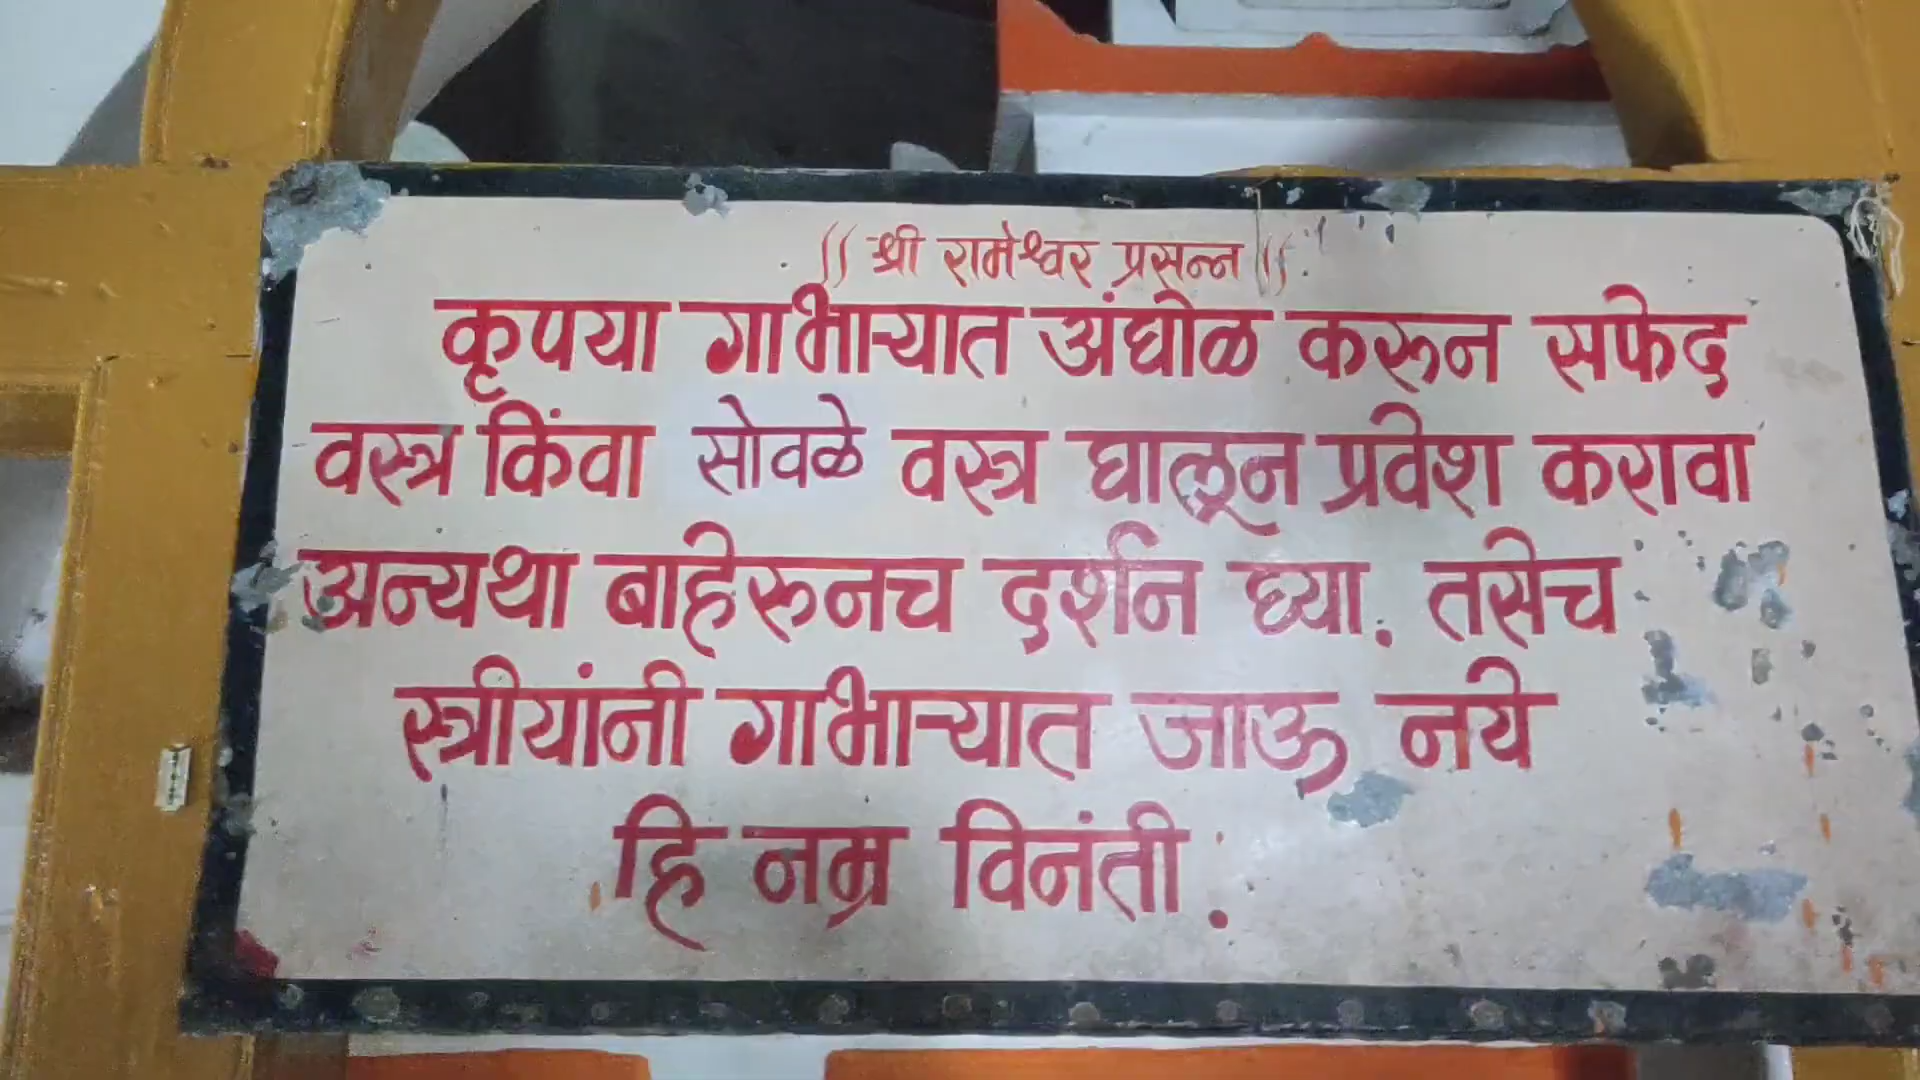 ॥ श्री रामेश्वर प्रसन्न ॥
कृपया गाभाऱ्यात अंघोळ करून सफेद
वस्त्र किंवा सोवळे वस्त्र घालून प्रवेश करावा
अन्यथा बाहेरूनच दर्शन घ्या. तसेच
स्त्रीयांनी गाभाऱ्यात जाऊ नये
हि नम्र विनंती.